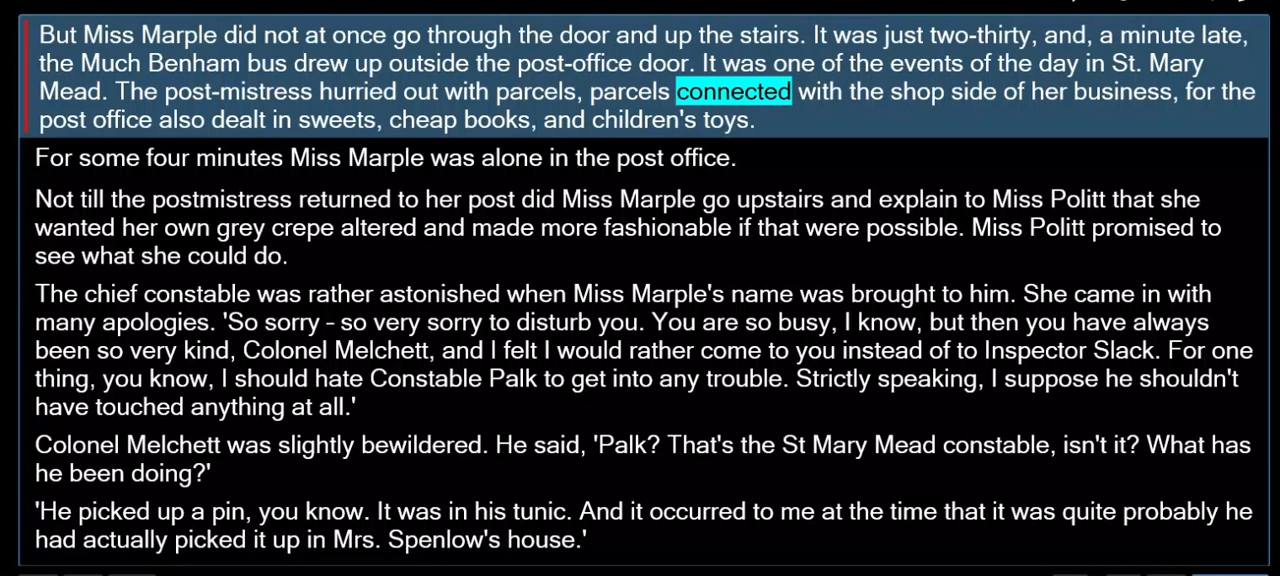 But Miss Marple did not at once go through the door and up the stairs. It was just two-thirty, and, a minute late,
the Much Benham bus drew up outside the post-office door. It was one of the events of the day in St. Mary
Mead. The post-mistress hurried out with parcels, parcels connected with the shop side of her business, for the
post office also dealt in sweets, cheap books, and children's toys.
For some four minutes Miss Marple was alone in the post office.
Not till the postmistress returned to her post did Miss Marple go upstairs and explain to Miss Politt that she
wanted her own grey crepe altered and made more fashionable if that were possible. Miss Politt promised to
see what she could do.
The chief constable was rather astonished when Miss Marple's name was brought to him. She came in with
many apologies. 'So sorry - so very sorry to disturb you. You are so busy, I know, but then you have always
been so very kind, Colonel Melchett, and I felt I would rather come to you instead of to Inspector Slack. For one
thing, you know, I should hate Constable Palk to get into any trouble. Strictly speaking, I suppose he shouldn't
have touched anything at all.'
Colonel Melchett was slightly bewildered. He said, 'Palk? That's the St Mary Mead constable, isn't it? What has
he been doing?'
'He picked up a pin, you know. It was in his tunic. And it occurred to me at the time that it was quite probably he
had actually picked it up in Mrs. Spenlow's house.'